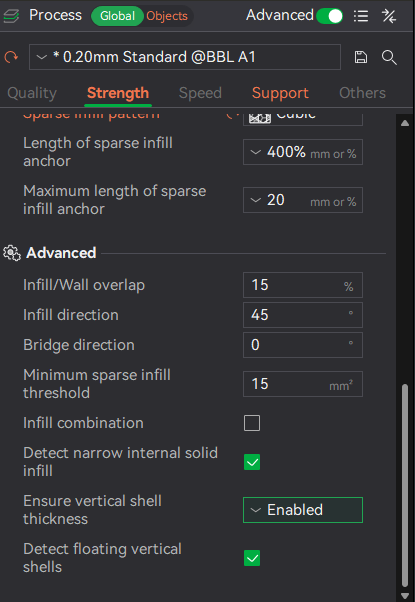 Process Global Objects Advanced
* 0.20mm Standard @BBL A1
Quality Strength Speed Support Others
Sparse infill pattern Cubic
Length of sparse infill anchor 400% mm or %
Maximum length of sparse infill anchor 20 mm or %
Advanced
Infill/Wall overlap 15 %
Infill direction 45 °
Bridge direction 0 °
Minimum sparse infill threshold 15 mm²
Infill combination
Detect narrow internal solid infill
Ensure vertical shell thickness Enabled
Detect floating vertical shells